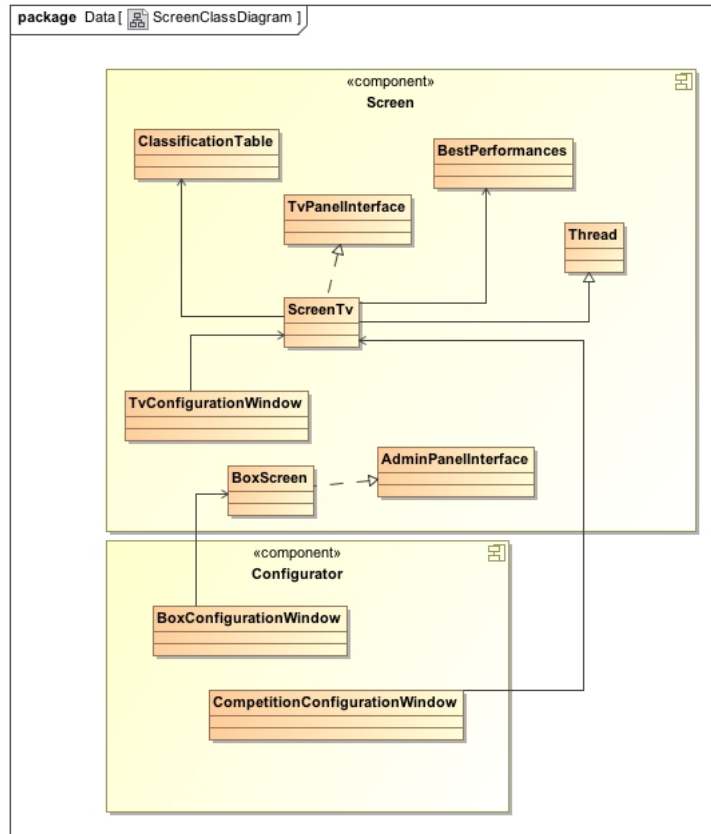 package Data [ ScreenClassDiagram ]
«component»
Screen
ClassificationTable
BestPerformances
TvPanelInterface
Thread
ScreenTv
TvConfigurationWindow
AdminPanelInterface
BoxScreen
«component»
Configurator
BoxConfigurationWindow
CompetitionConfigurationWindow